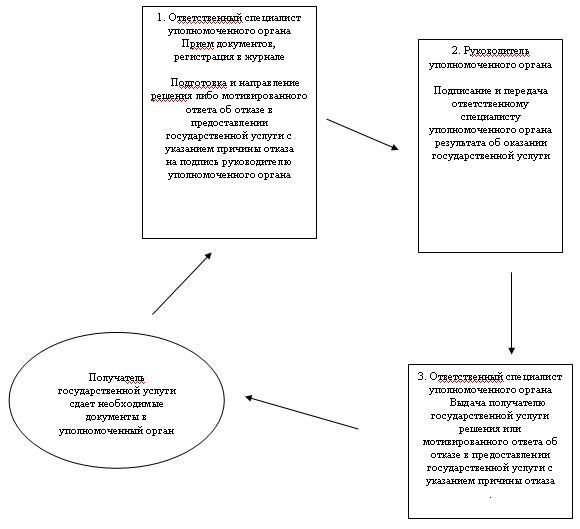 1. Ответственный специалист
уполномоченного органа
Прием документов,
регистрация в журнале
Подготовка и направление
решения либо мотивированного
ответа об отказе в
предоставлении
государственной услуги с
указанием причины отказа
на подпись руководителю
уполномоченного органа
2. Руководитель
уполномоченного органа
Подписание и передача
ответственному
специалисту
уполномоченного органа
результата об оказании
государственной услуги
3. Ответственный специалист
уполномоченного органа
Выдача получателю
государственной услуги
решения или
мотивированного ответа об
отказе в предоставлении
государственной услуги с
указанием причины отказа
.
Получатель
государственной услуги
сдает необходимые
документы в
уполномоченный орган